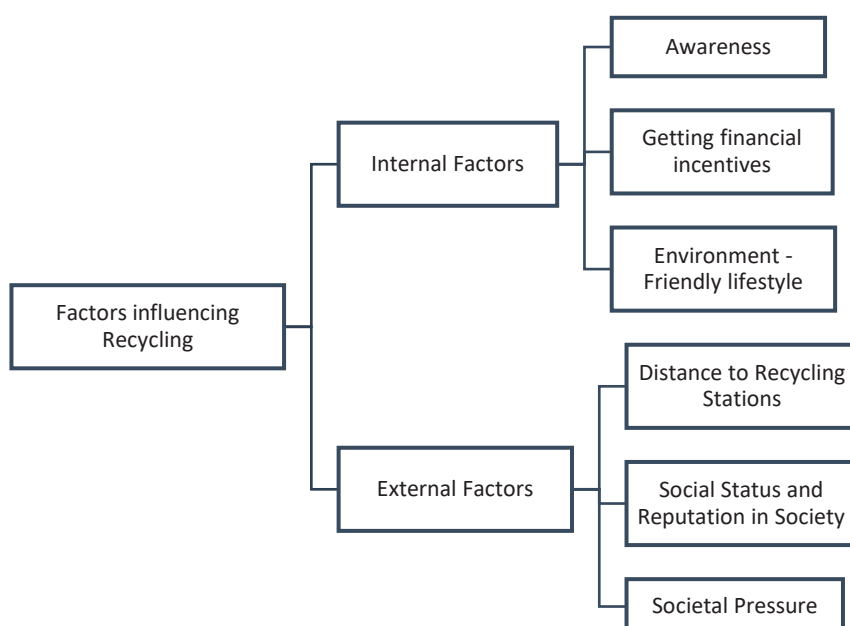 Awareness
Internal Factors
Getting financial
incentives
Environment -
Friendly lifestyle
Factors influencing
Recycling
Distance to Recycling
Stations
External Factors
Social Status and
Reputation in Society
Societal Pressure